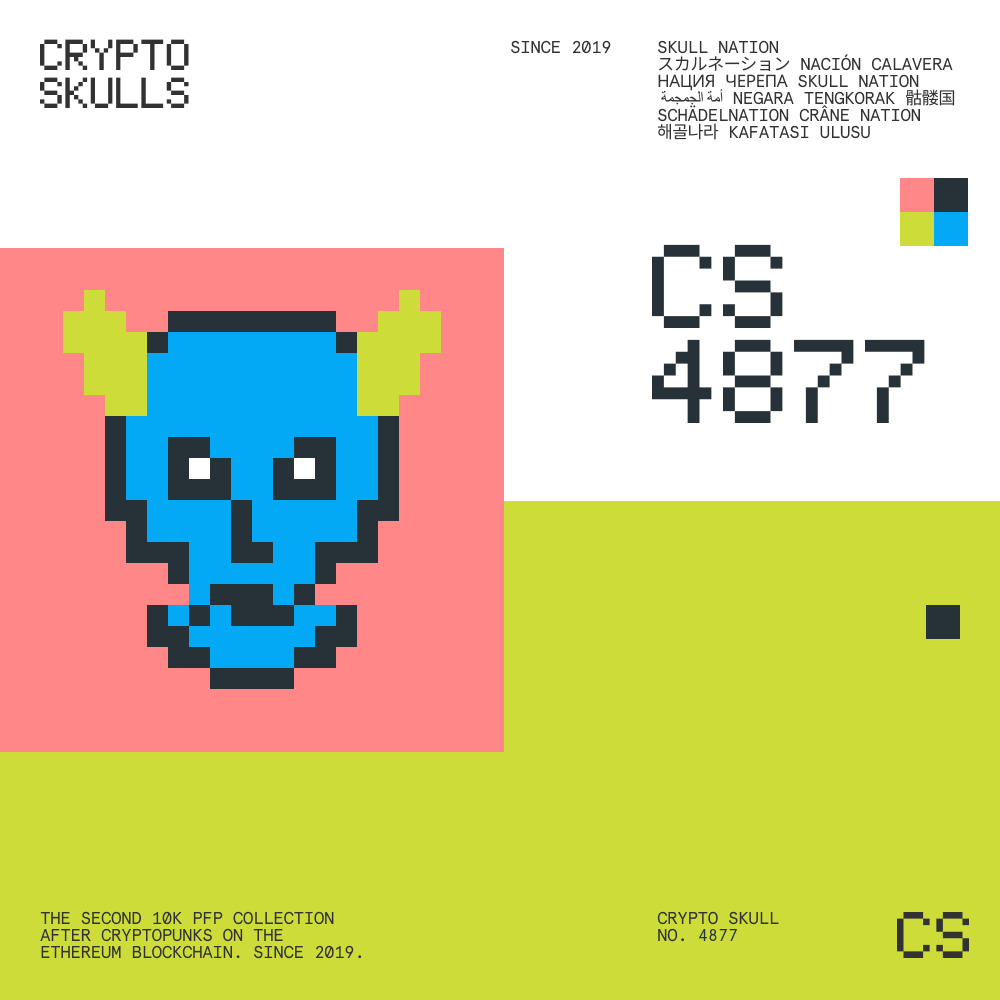 CRYPTO
SKULLS
SINCE 2019
SKULL NATION
スカルネーション NACIÓN CALAVERA
НАЦИЯ ЧЕРЕПА SKULL NATION
أمة الجمجمة NEGARA TENGKORAK 骷髅国
SCHÄDELNATION CRÂNE NATION
해골나라 KAFATASI ULUSU
CS
4877
THE SECOND 10K PFP COLLECTION
AFTER CRYPTOPUNKS ON THE
ETHEREUM BLOCKCHAIN. SINCE 2019.
CRYPTO SKULL
NO. 4877
CS